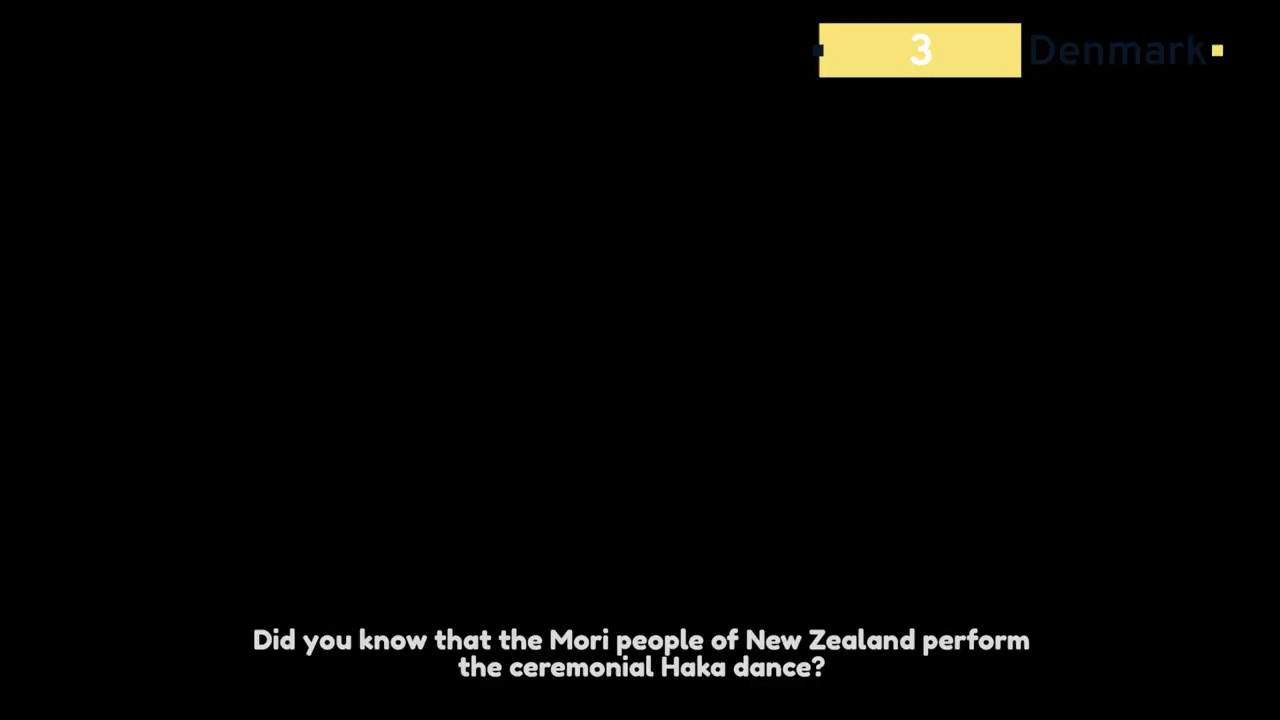 3 Denmark
Did you know that the Mori people of New Zealand perform
the ceremonial Haka dance?